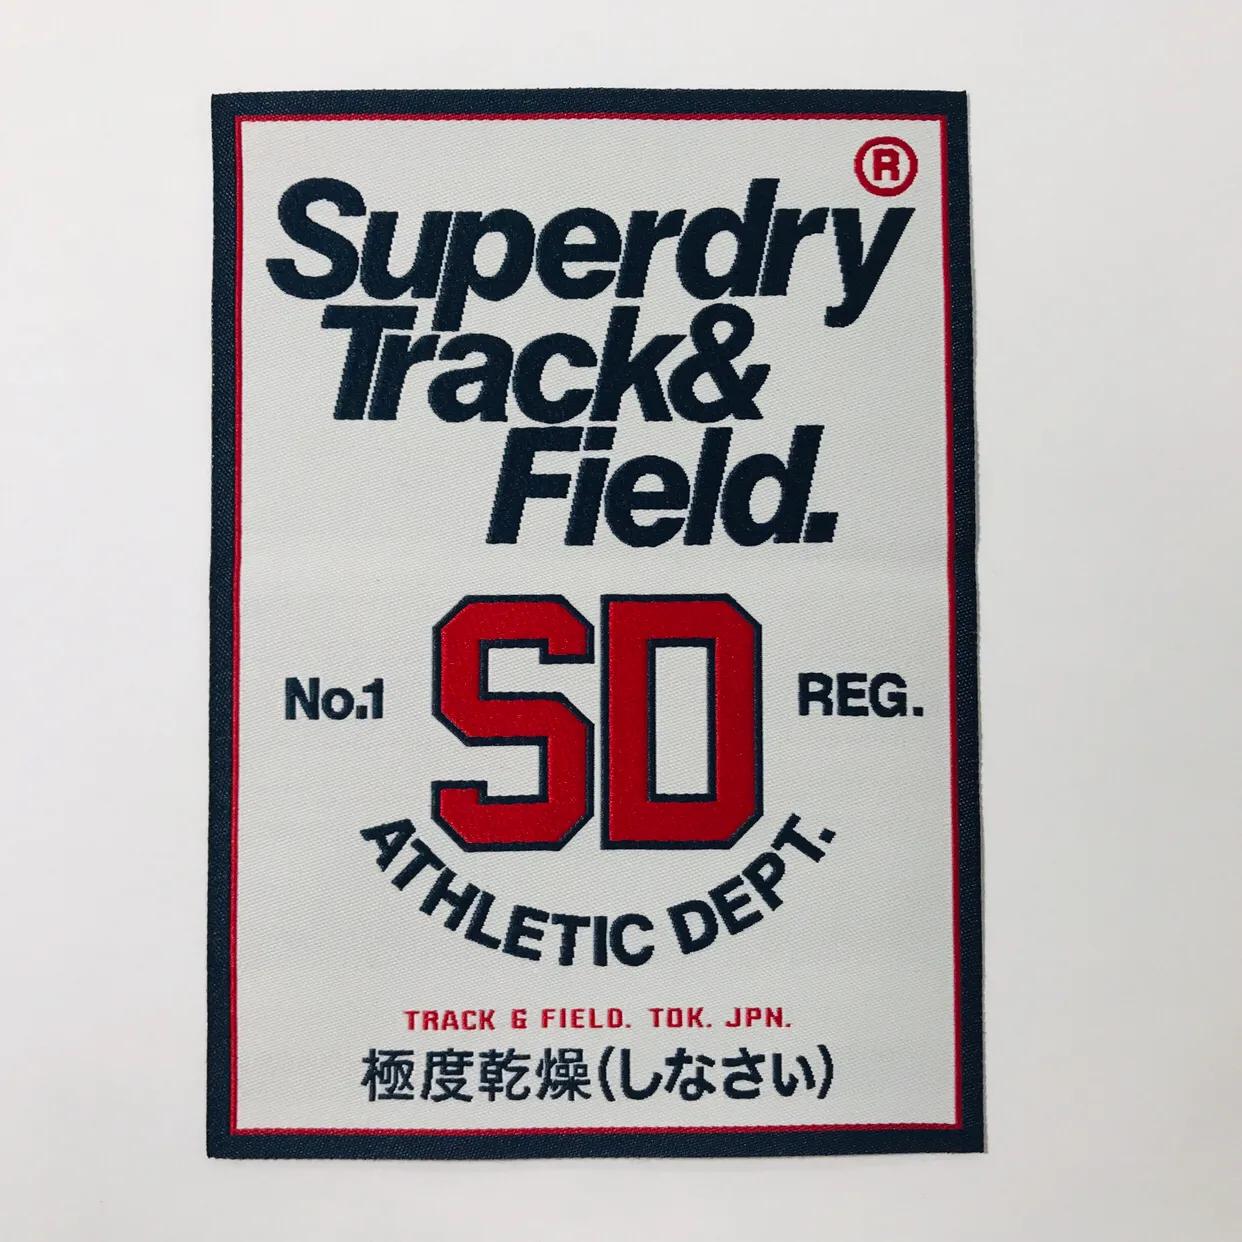 ®
Superdry
Track&
Field.
No.1 SD REG.
ATHLETIC DEPT.
TRACK & FIELD. TOK. JPN.
極度乾燥(しなさい)